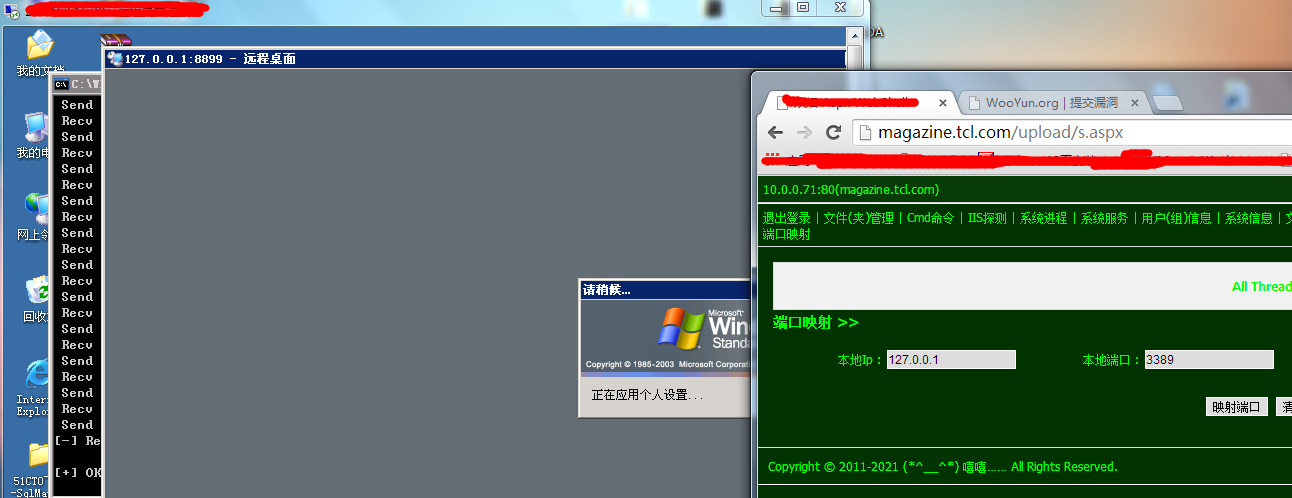 我的文档
127.0.0.1:8899 - 远程桌面
C:\W
Send
Recv
Send
Recv
Send
Recv
Send
Recv
Send
Recv
Send
Recv
Send
Recv
Send
Recv
Send
Recv
Send
Recv
Send
[-] Re
[+] OK
我的电
网上邻
回收
Intern
Explor
51CTO
-SqlMa
请稍候...
Microsoft
Win
Standa
Copyright © 1985-2003 Microsoft Corporat
正在应用个人设置...
DA
WooYun.org | 提交漏洞
magazine.tcl.com/upload/s.aspx
10.0.0.71:80(magazine.tcl.com)
退出登录 | 文件(夹)管理 | Cmd命令 | IIS探测 | 系统进程 | 系统服务 | 用户(组)信息 | 系统信息 | 文
端口映射
All Thread
端口映射 >>
本地Ip : 127.0.0.1 本地端口 : 3389
映射端口 清
Copyright © 2011-2021 (*^__^*) 嘻嘻…… All Rights Reserved.